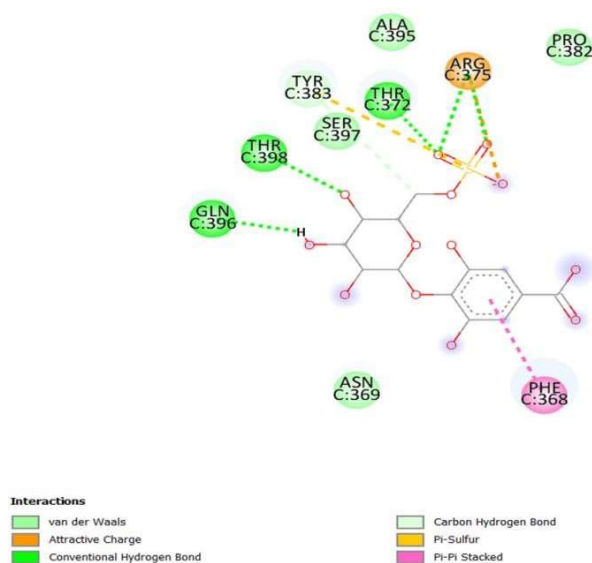 ALA
C:395
PRO
C:382
ARG
C:375
TYR
C:383
THR
C:372
SER
C:397
THR
C:398
GLN
C:396
H
ASN
C:369
PHE
C:368
Interactions
van der Waals
Attractive Charge
Conventional Hydrogen Bond
Carbon Hydrogen Bond
Pi-Sulfur
Pi-Pi Stacked